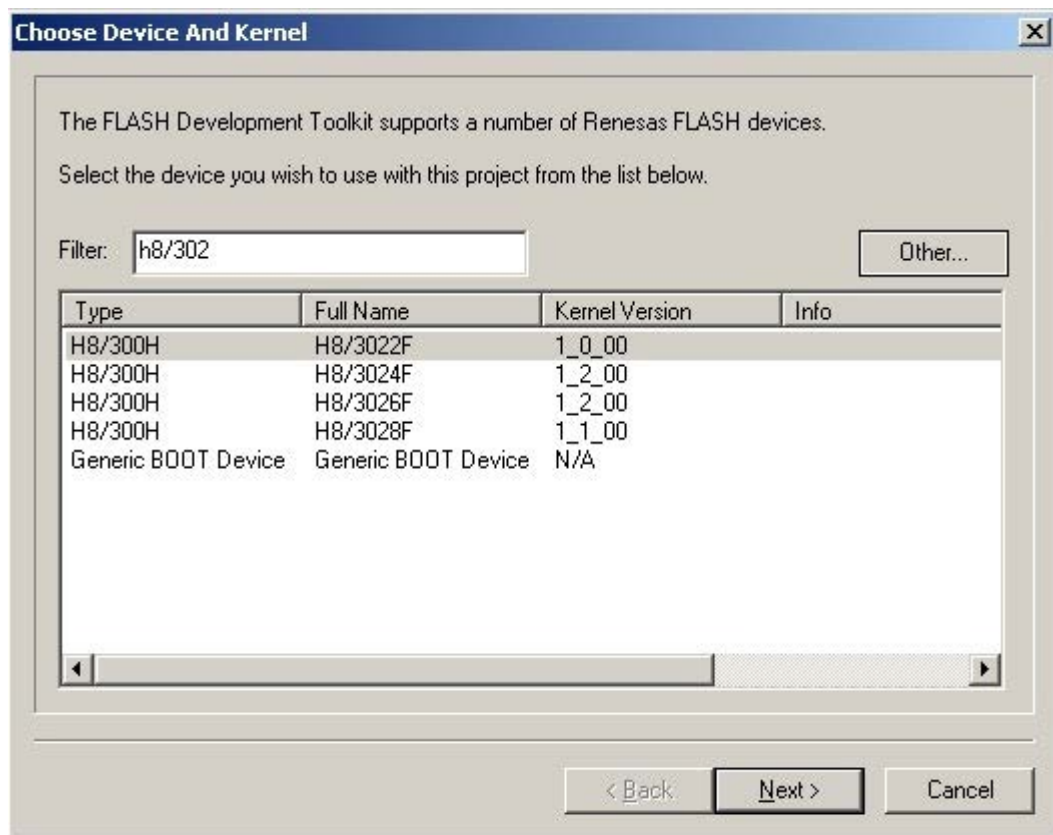 Choose Device And Kernel
The FLASH Development Toolkit supports a number of Renesas FLASH devices.
Select the device you wish to use with this project from the list below.
Filter: h8/302 Other...
Type Full Name Kernel Version Info
H8/300H H8/3022F 1_0_00
H8/300H H8/3024F 1_2_00
H8/300H H8/3026F 1_2_00
H8/300H H8/3028F 1_1_00
Generic BOOT Device Generic BOOT Device N/A
< Back Next > Cancel